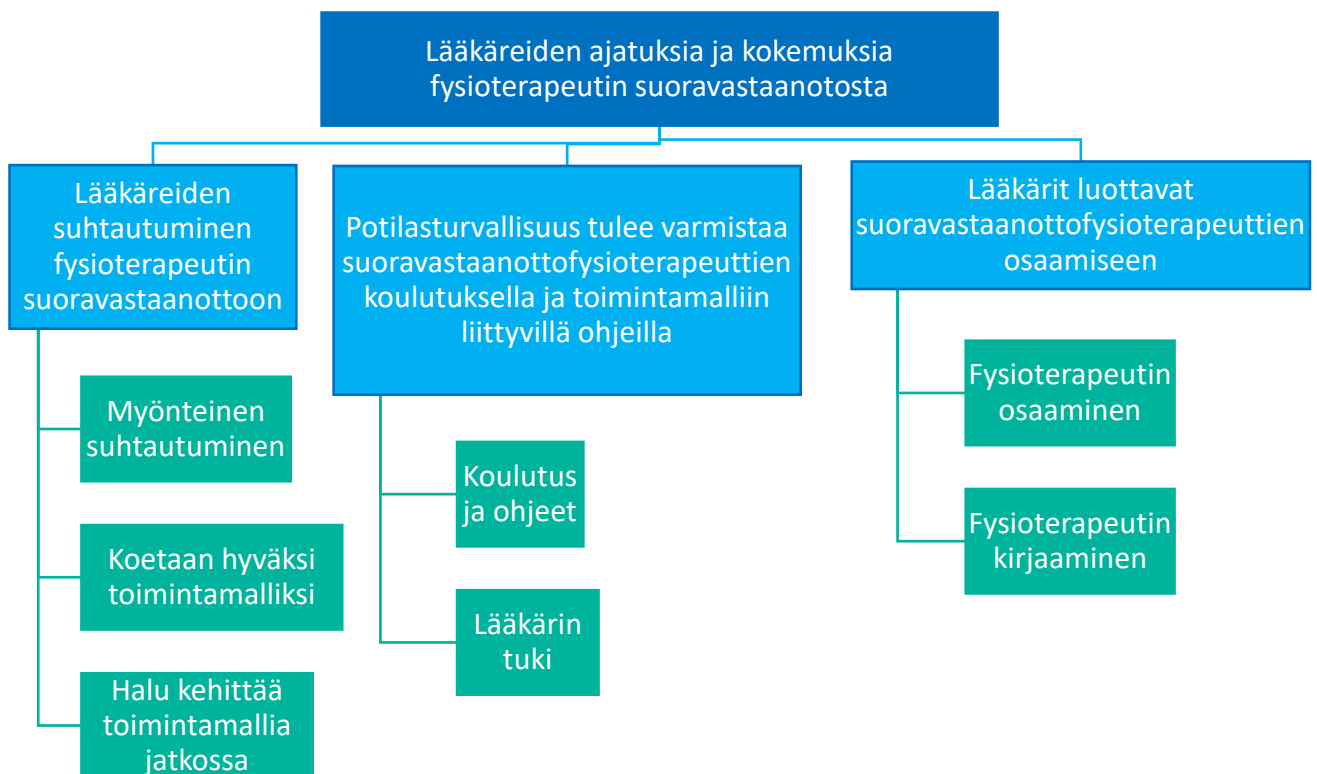 Lääkäreiden ajatuksia ja kokemuksia
fysioterapeutin suoravastaanotosta
Lääkäreiden
suhtautuminen
fysioterapeutin
suoravastaanottoon
Myönteinen
suhtautuminen
Koetaan hyväksi
toimintamalliksi
Halu kehittää
toimintamallia
jatkossa
Potilasturvallisuus tulee varmistaa
suoravastaanottofysioterapeuttien
koulutuksella ja toimintamalliin
liittyvillä ohjeilla
Koulutus
ja ohjeet
Lääkärin
tuki
Lääkärit luottavat
suoravastaanottofysioterapeuttien
osaamiseen
Fysioterapeutin
osaaminen
Fysioterapeutin
kirjaaminen